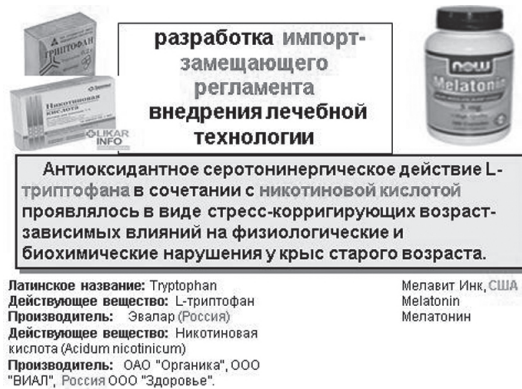 разработка импорт-
замещающего
регламента
внедрения лечебной
технологии
ТРИПТОФАН
Никотиновая
кислота
LIKAR
INFO
now
Melatonin
3 mg
Антиоксидантное серотонинергическое действие L-
триптофана в сочетании с никотиновой кислотой
проявлялось в виде стресс-корригирующих возраст-
зависимых влияний на физиологические и
биохимические нарушения у крыс старого возраста.
Латинское название: Tryptophan
Действующее вещество: L-триптофан
Производитель: Эвалар (Россия)
Действующее вещество: Никотиновая
кислота (Acidum nicotinicum)
Производитель: ОАО "Органика", ООО
"ВИАЛ", Россия ООО "Здоровье".
Мелавит Инк, США
Melatonin
Мелатонин